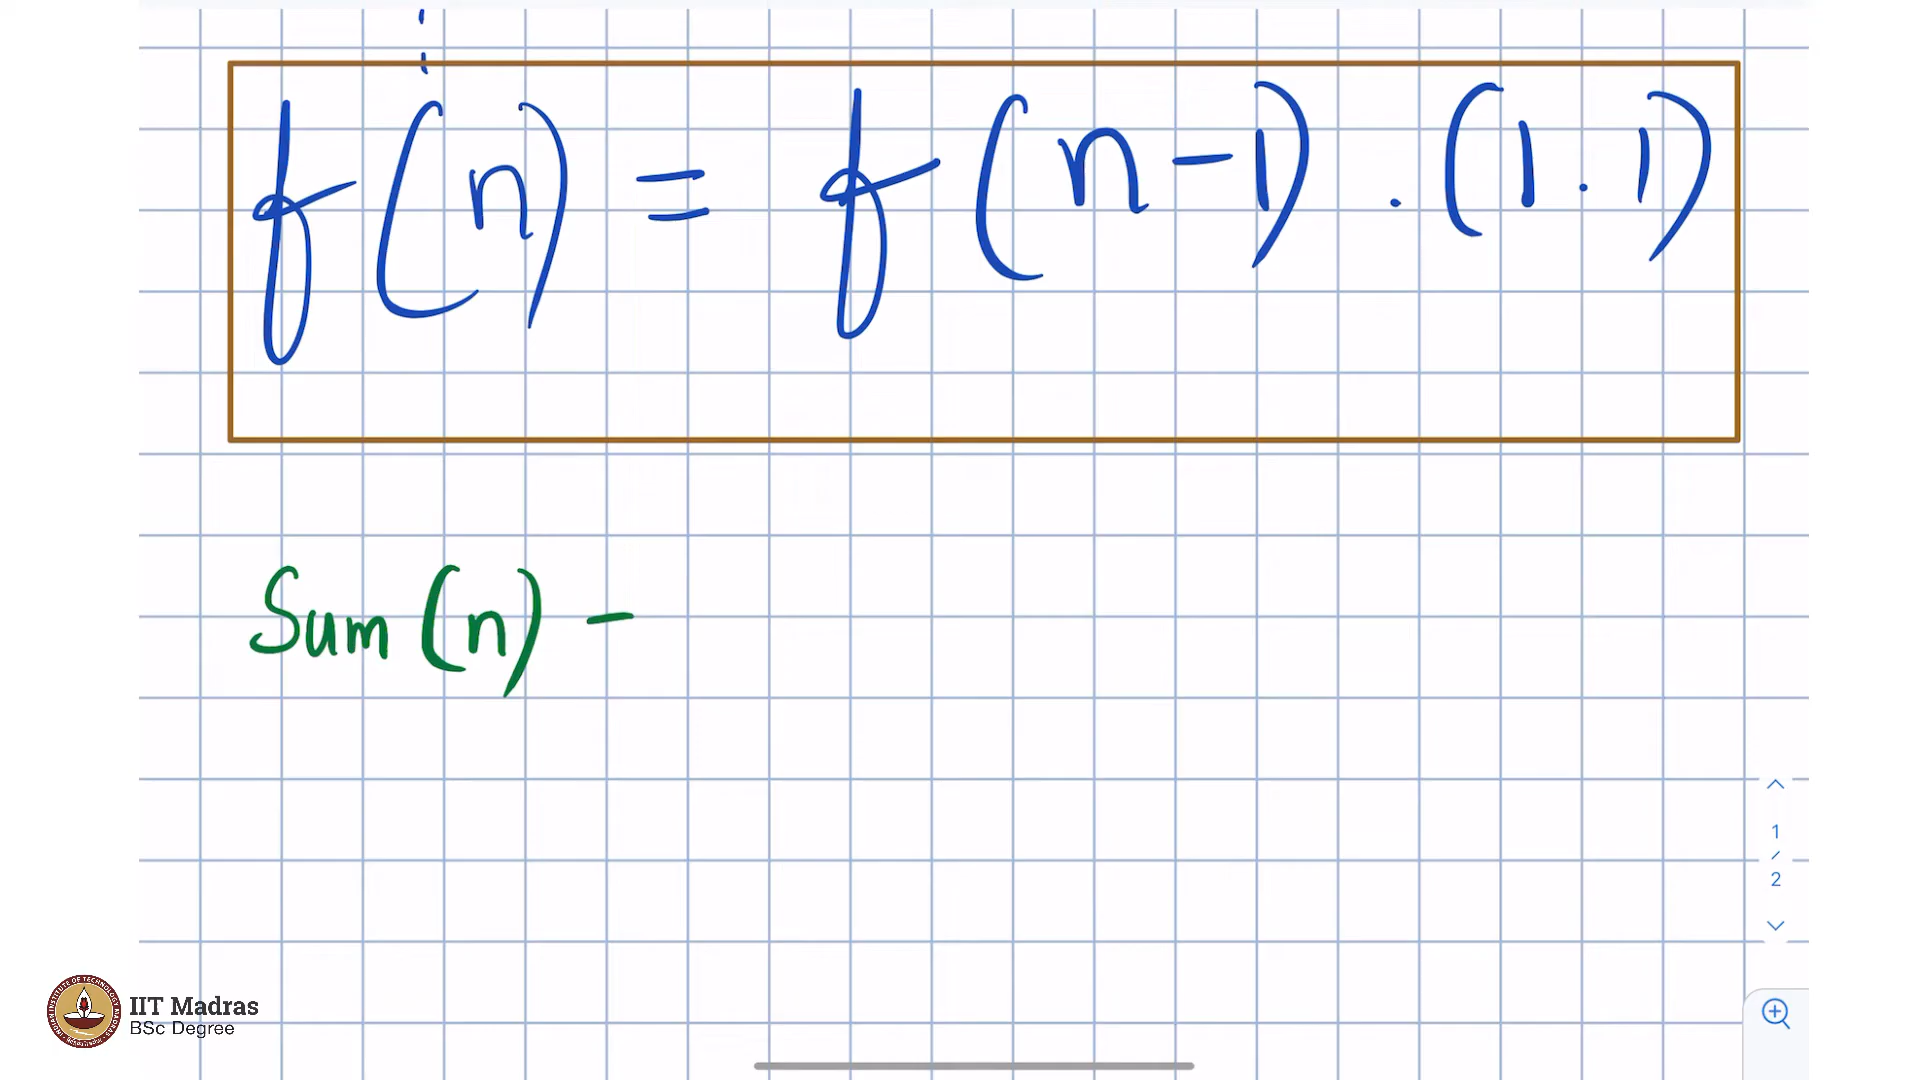 f(n) = f(n-1) . (1.1)
Sum (n) -
1
/
2
IIT Madras
BSc Degree